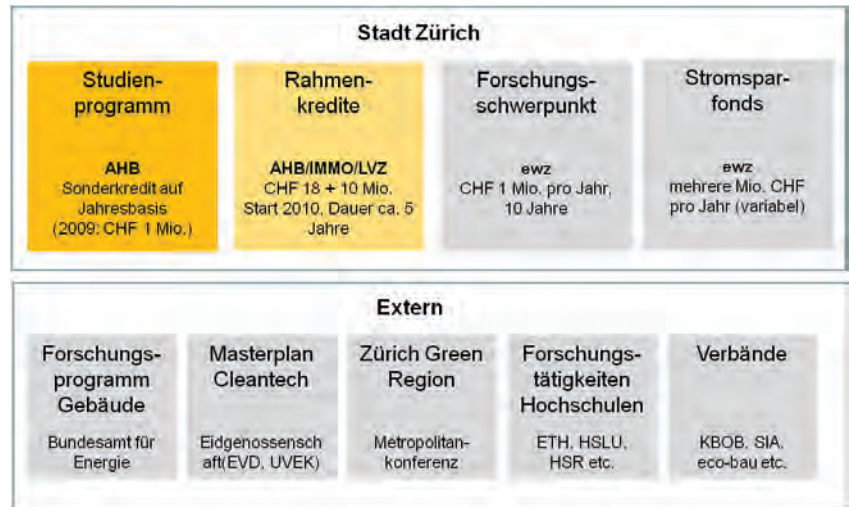 Stadt Zürich
Studien-
programm
AHB
Sonderkredit auf
Jahresbasis
(2009: CHF 1 Mio.)
Rahmen-
kredite
AHB/IMMO/LVZ
CHF 18 + 10 Mio.
Start 2010, Dauer ca. 5
Jahre
Forschungs-
schwerpunkt
ewz
CHF 1 Mio. pro Jahr,
10 Jahre
Stromspar-
fonds
ewz
mehrere Mio. CHF
pro Jahr (variabel)
Extern
Forschungs-
programm
Gebäude
Bundesamt für
Energie
Masterplan
Cleantech
Eidgenossensch
aft(EVD, UVEK)
Zürich Green
Region
Metropolitan-
konferenz
Forschungs-
tätigkeiten
Hochschulen
ETH, HSLU,
HSR etc.
Verbände
KBOB, SIA,
eco-bau etc.